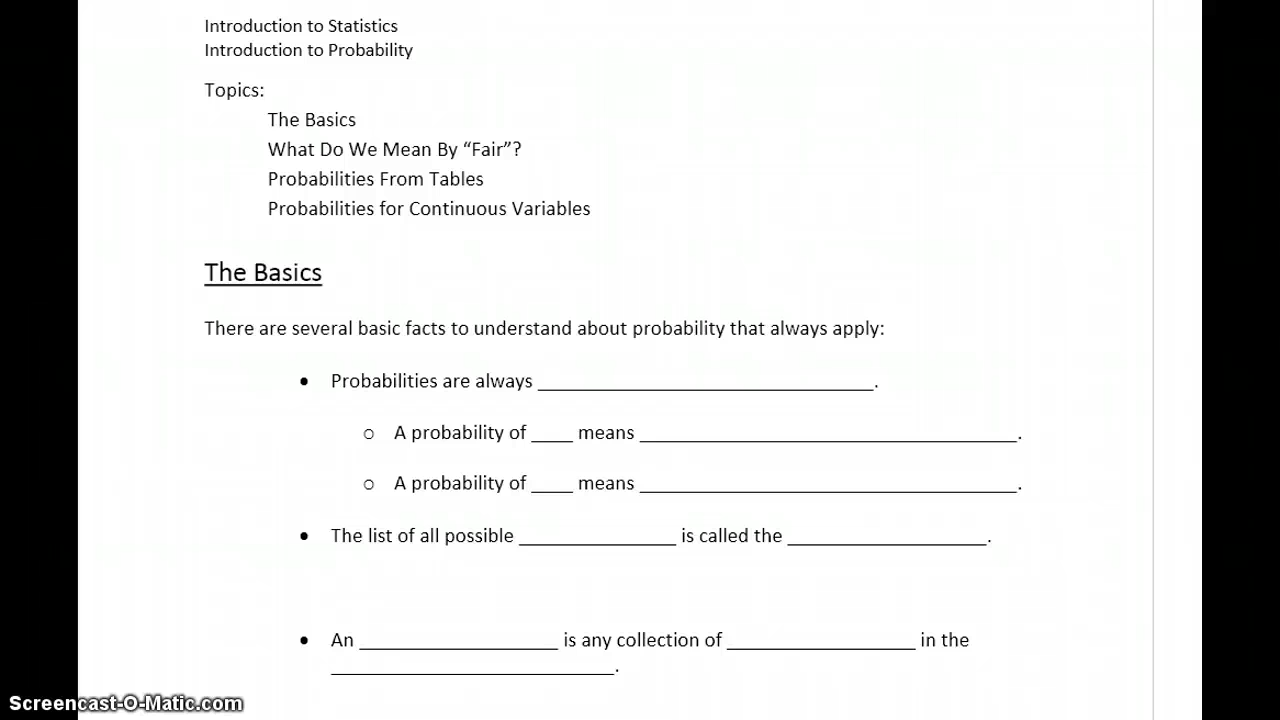 Introduction to Statistics
Introduction to Probability
Topics:
The Basics
What Do We Mean By “Fair”?
Probabilities From Tables
Probabilities for Continuous Variables
The Basics
There are several basic facts to understand about probability that always apply:
• Probabilities are always ________________________________.
o A probability of ____ means ____________________________________.
o A probability of ____ means ____________________________________.
• The list of all possible _______________ is called the ___________________.
• An ___________________ is any collection of __________________ in the
___________________________.
Screencast-O-Matic.com